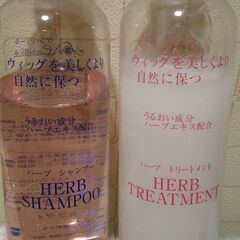 ウィッグを美しくより
自然に保つ
うるおい成分
ハーブエキス配合
ハーブ シャンプー
HERB
SHAMPOO
ウィッグを美しくより
自然に保つ
うるおい成分
ハーブエキス配合
ハーブ トリートメント
HERB
TREATMENT